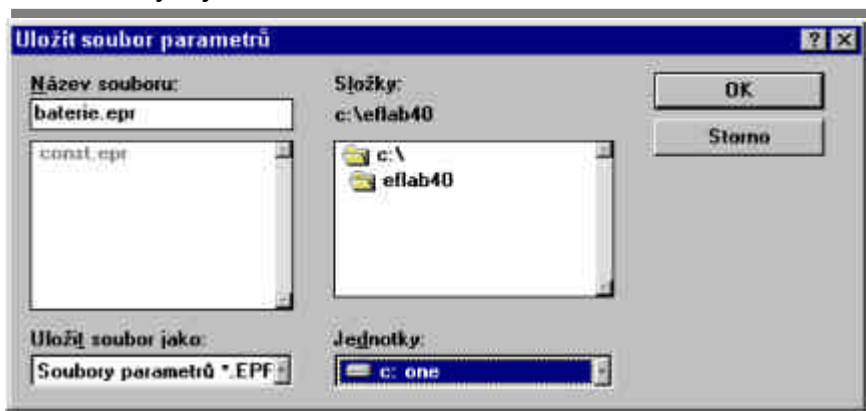 Uložit soubor parametrů
Název souboru:
baterie.epr
const.epr
Uložit soubor jako:
Soubory parametrů *.EPF
Složky:
c:\eflab40
c:\
eflab40
Jednotky:
c: one
OK
Storno